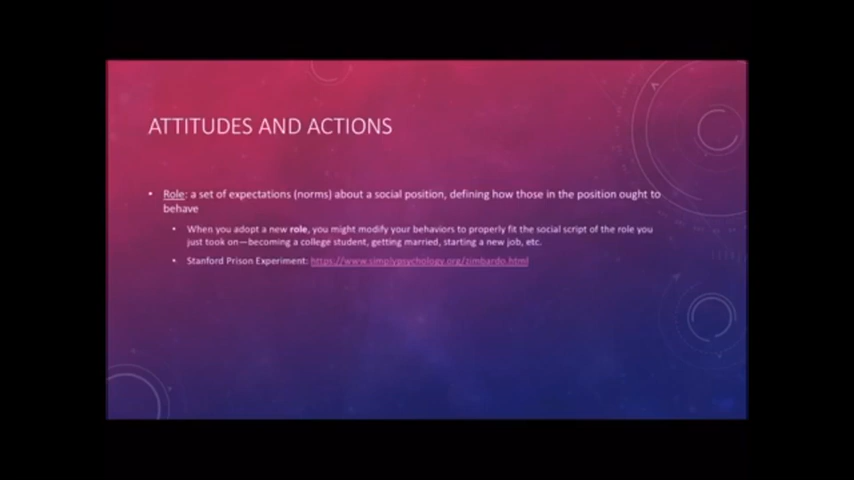 ATTITUDES AND ACTIONS
• Role: a set of expectations (norms) about a social position, defining how those in the position ought to
behave
• When you adopt a new role, you might modify your behaviors to properly fit the social script of the role you
just took on—becoming a college student, getting married, starting a new job, etc.
• Stanford Prison Experiment: https://www.simplypsychology.org/zimbardo.html